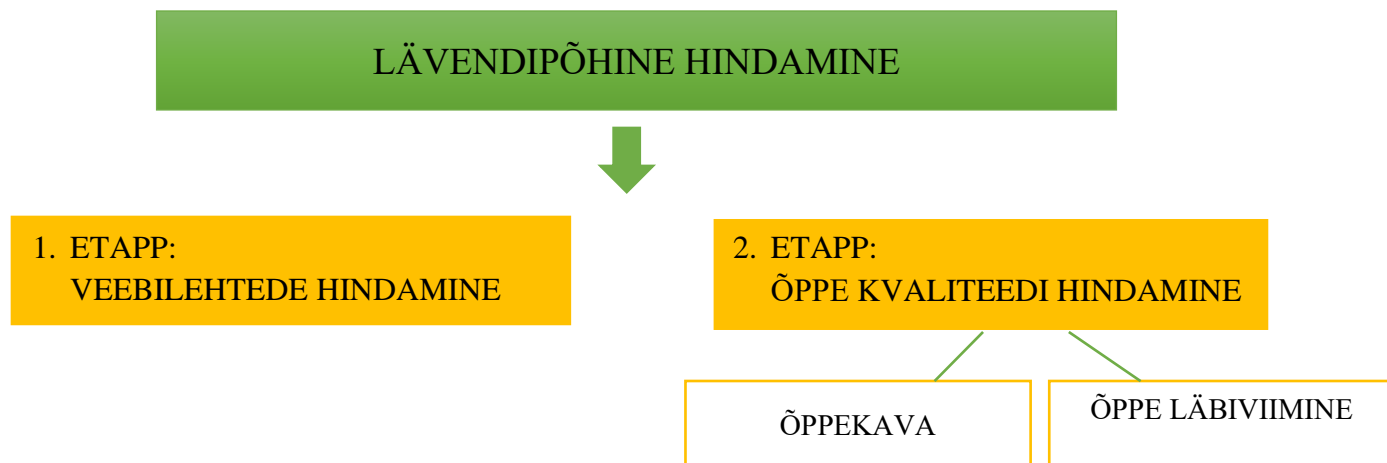 LÄVENDIPÕHINE HINDAMINE
1. ETAPP:
VEEBILEHTEDE HINDAMINE
2. ETAPP:
ÕPPE KVALITEEDI HINDAMINE
ÕPPEKAVA
ÕPPE LÄBIVIIMINE